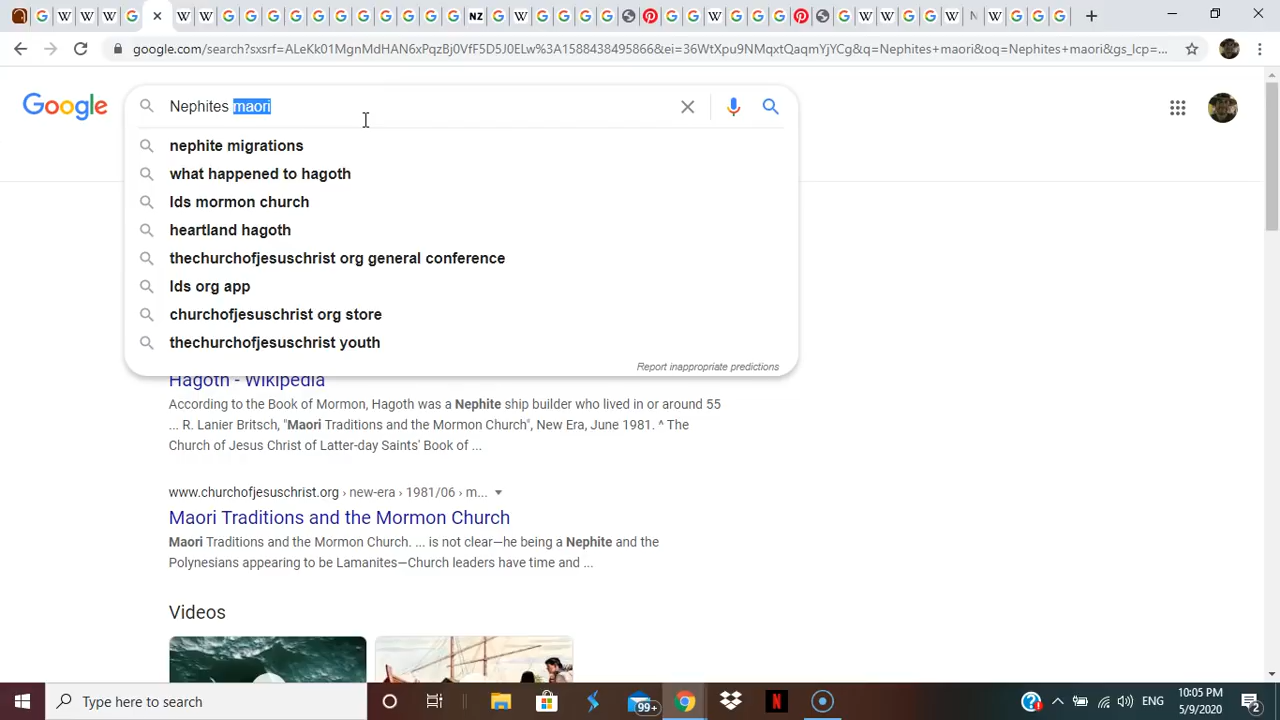 google.com/search?sxsrf=ALeKk01MgnMdHAN6xPqzBj0VfF5D5J0ELw%3A1588438495866&ei=36WtXpu9NMqxtQaqmYjYCg&q=Nephites+maori&oq=Nephites+maori&gs_lcp=...
Google
Nephites maori
nephite migrations
what happened to hagoth
lds mormon church
heartland hagoth
thechurchofjesuschrist org general conference
lds org app
churchofjesuschrist org store
thechurchofjesuschrist youth
Report inappropriate predictions
Hagoth - Wikipedia
According to the Book of Mormon, Hagoth was a Nephite ship builder who lived in or around 55
... R. Lanier Britsch, "Maori Traditions and the Mormon Church", New Era, June 1981. ^ The
Church of Jesus Christ of Latter-day Saints' Book of ...
www.churchofjesuschrist.org › new-era › 1981/06 › m...
Maori Traditions and the Mormon Church
Maori Traditions and the Mormon Church. ... is not clear—he being a Nephite and the
Polynesians appearing to be Lamanites—Church leaders have time and ...
Videos
Type here to search
99+
N
ENG
10:05 PM
5/9/2020
2